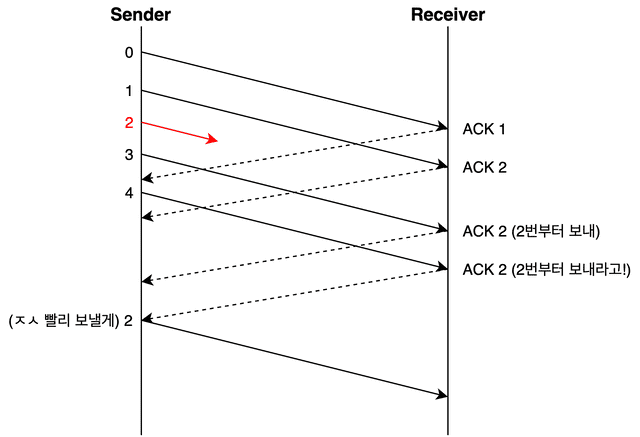 Sender
Receiver
0
1
2
3
4
ACK 1
ACK 2
ACK 2 (2번부터 보내)
ACK 2 (2번부터 보내라고!)
(ㅈㅅ 빨리 보낼게) 2